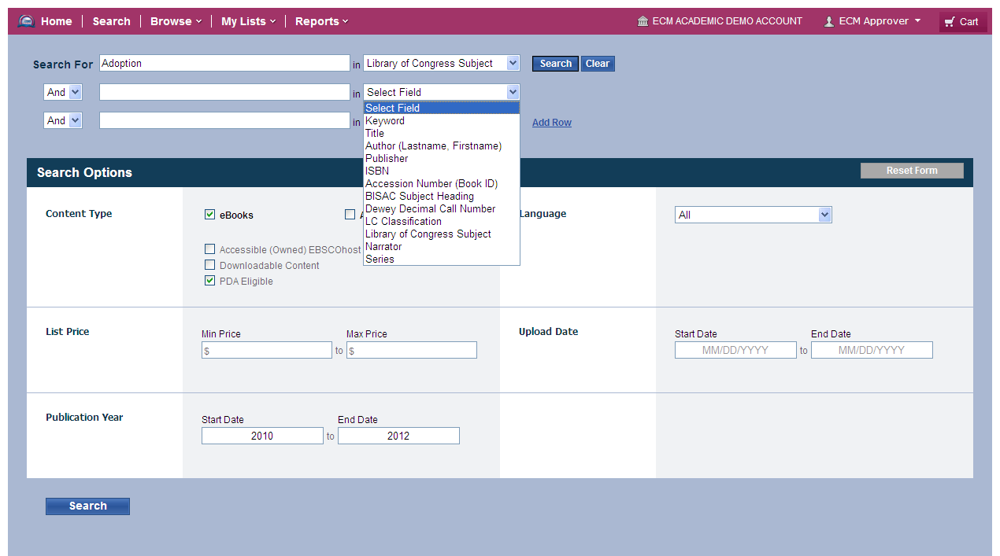 Home Search Browse My Lists Reports ECM ACADEMIC DEMO ACCOUNT ECM Approver Cart
Search For Adoption in Library of Congress Subject Search Clear
And in Select Field
And in Add Row
Select Field
Keyword
Title
Author (Lastname, Firstname)
Publisher
ISBN
Accession Number (Book ID)
BISAC Subject Heading
Dewey Decimal Call Number
LC Classification
Library of Congress Subject
Narrator
Series
Search Options Reset Form
Content Type eBooks Language All
Accessible (Owned) EBSCOhost
Downloadable Content
PDA Eligible
List Price Min Price Max Price Upload Date Start Date End Date
$ to $ MM/DD/YYYY to MM/DD/YYYY
Publication Year Start Date End Date
2010 to 2012
Search